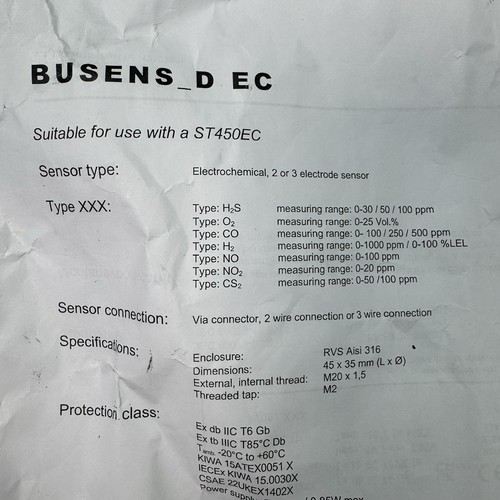 BUSENS_D EC
Suitable for use with a ST450EC
Sensor type: Electrochemical, 2 or 3 electrode sensor
Type XXX: Type: H₂S measuring range: 0-30 / 50 / 100 ppm
Type: O₂ measuring range: 0-25 Vol.%
Type: CO measuring range: 0- 100 / 250 / 500 ppm
Type: H₂ measuring range: 0-1000 ppm / 0-100 %LEL
Type: NO measuring range: 0-100 ppm
Type: NO₂ measuring range: 0-20 ppm
Type: CS₂ measuring range: 0-50 /100 ppm
Sensor connection: Via connector, 2 wire connection or 3 wire connection
Specifications: Enclosure: RVS Aisi 316
Dimensions: 45 x 35 mm (L x Ø)
External, internal thread: M20 x 1,5
Threaded tap: M2
Protection class: Ex db IIC T6 Gb
Ex tb IIIC T85°C Db
Tamb. -20°C to +60°C
KIWA 15ATEX0051 X
IECEx KIWA 15.0030X
CSAE 22UKEX1402X
Power max